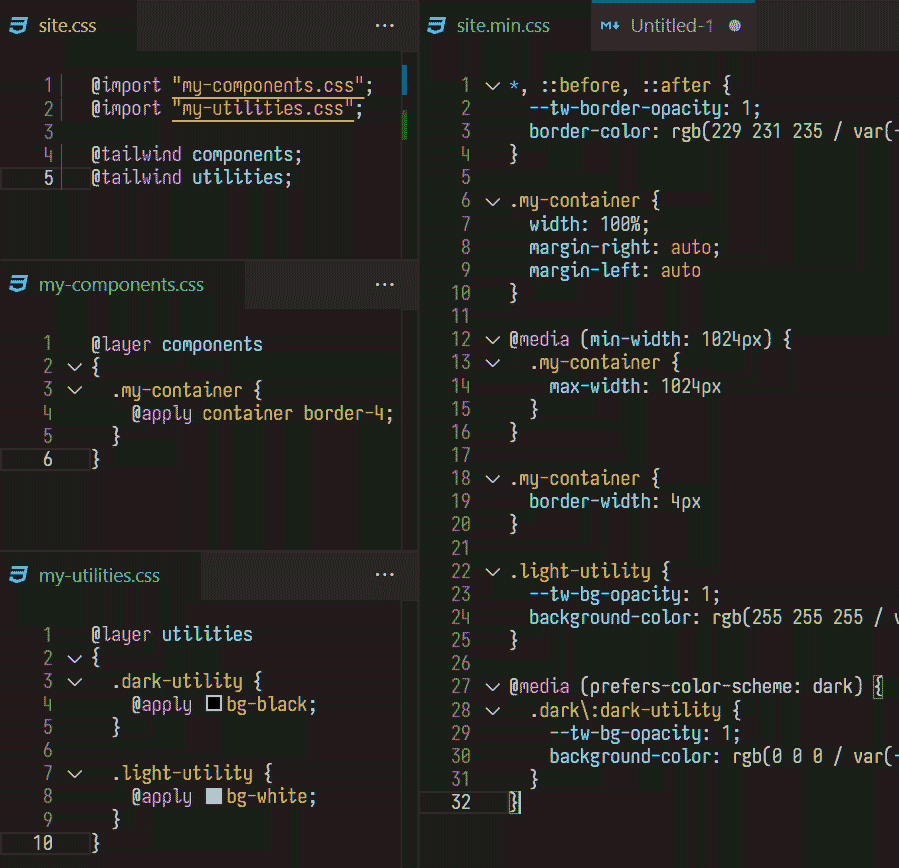 site.css ...
1 @import "my-components.css";
2 @import "my-utilities.css";
3
4 @tailwind components;
5 @tailwind utilities;
my-components.css ...
1 @layer components
2 {
3 .my-container {
4 @apply container border-4;
5 }
6 }
my-utilities.css ...
1 @layer utilities
2 {
3 .dark-utility {
4 @apply bg-black;
5 }
6
7 .light-utility {
8 @apply bg-white;
9 }
10 }
site.min.css Untitled-1
1 *, ::before, ::after {
2 --tw-border-opacity: 1;
3 border-color: rgb(229 231 235 / var(-
4 }
5
6 .my-container {
7 width: 100%;
8 margin-right: auto;
9 margin-left: auto
10 }
11
12 @media (min-width: 1024px) {
13 .my-container {
14 max-width: 1024px
15 }
16 }
17
18 .my-container {
19 border-width: 4px
20 }
21
22 .light-utility {
23 --tw-bg-opacity: 1;
24 background-color: rgb(255 255 255 / v
25 }
26
27 @media (prefers-color-scheme: dark) {
28 .dark\:dark-utility {
29 --tw-bg-opacity: 1;
30 background-color: rgb(0 0 0 / var(-
31 }
32 }